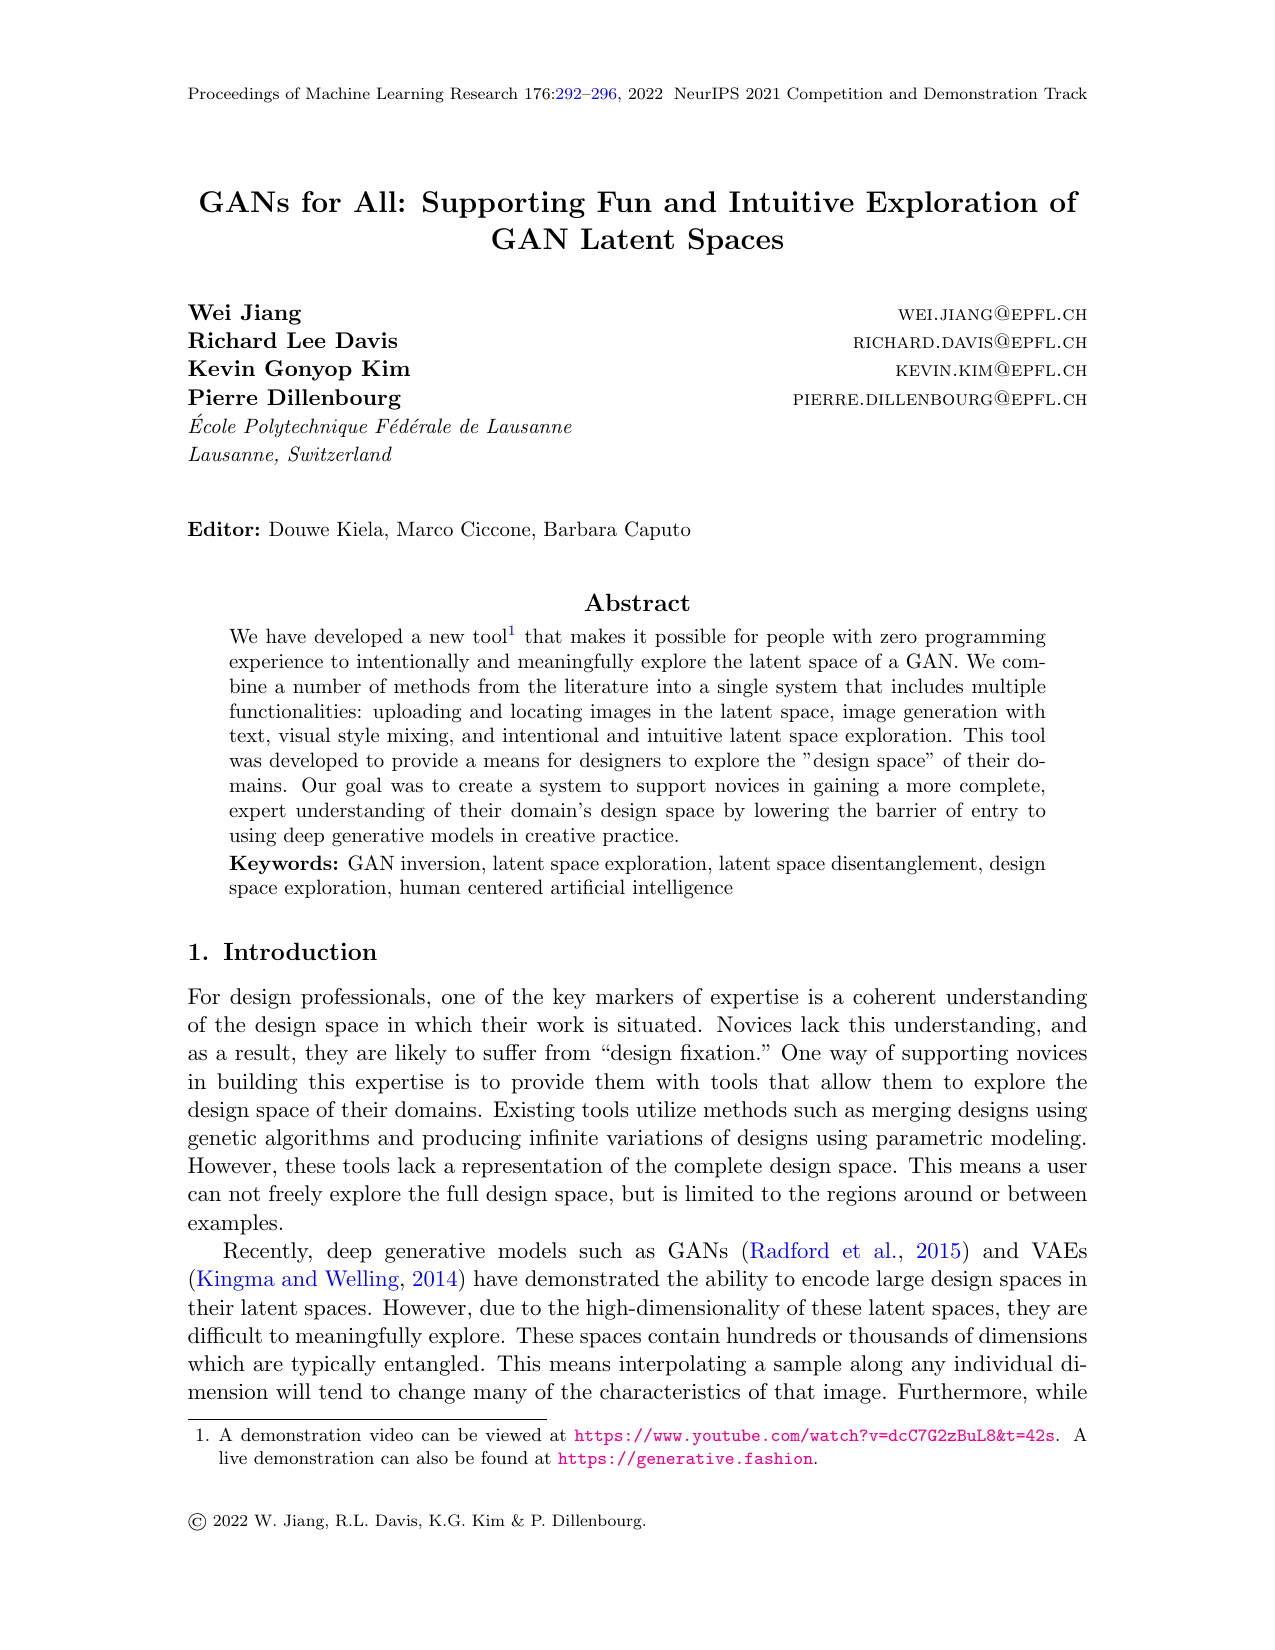 Proceedings of Machine Learning Research 176:292–296, 2022 NeurIPS 2021 Competition and Demonstration Track
GANs for All: Supporting Fun and Intuitive Exploration of
GAN Latent Spaces
Wei Jiang WEI.JIANG@EPFL.CH
Richard Lee Davis RICHARD.DAVIS@EPFL.CH
Kevin Gonyop Kim KEVIN.KIM@EPFL.CH
Pierre Dillenbourg PIERRE.DILLENBOURG@EPFL.CH
École Polytechnique Fédérale de Lausanne
Lausanne, Switzerland
Editor: Douwe Kiela, Marco Ciccone, Barbara Caputo
Abstract
We have developed a new tool1 that makes it possible for people with zero programming
experience to intentionally and meaningfully explore the latent space of a GAN. We com-
bine a number of methods from the literature into a single system that includes multiple
functionalities: uploading and locating images in the latent space, image generation with
text, visual style mixing, and intentional and intuitive latent space exploration. This tool
was developed to provide a means for designers to explore the ”design space” of their do-
mains. Our goal was to create a system to support novices in gaining a more complete,
expert understanding of their domain’s design space by lowering the barrier of entry to
using deep generative models in creative practice.
Keywords: GAN inversion, latent space exploration, latent space disentanglement, design
space exploration, human centered artificial intelligence
1. Introduction
For design professionals, one of the key markers of expertise is a coherent understanding
of the design space in which their work is situated. Novices lack this understanding, and
as a result, they are likely to suffer from “design fixation.” One way of supporting novices
in building this expertise is to provide them with tools that allow them to explore the
design space of their domains. Existing tools utilize methods such as merging designs using
genetic algorithms and producing infinite variations of designs using parametric modeling.
However, these tools lack a representation of the complete design space. This means a user
can not freely explore the full design space, but is limited to the regions around or between
examples.
Recently, deep generative models such as GANs (Radford et al., 2015) and VAEs
(Kingma and Welling, 2014) have demonstrated the ability to encode large design spaces in
their latent spaces. However, due to the high-dimensionality of these latent spaces, they are
difficult to meaningfully explore. These spaces contain hundreds or thousands of dimensions
which are typically entangled. This means interpolating a sample along any individual di-
mension will tend to change many of the characteristics of that image. Furthermore, while
1. A demonstration video can be viewed at https://www.youtube.com/watch?v=dcC7G2zBuL8&t=42s. A
live demonstration can also be found at https://generative.fashion.
© 2022 W. Jiang, R.L. Davis, K.G. Kim & P. Dillenbourg.